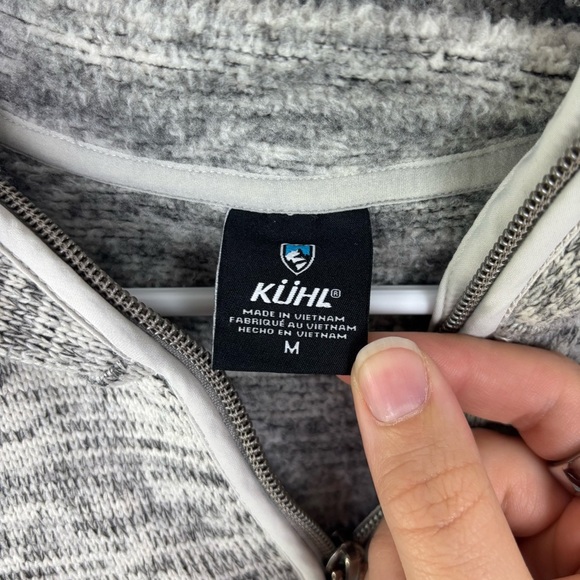 KÜHL®
MADE IN VIETNAM
FABRIQUÉ AU VIETNAM
HECHO EN VIETNAM
M